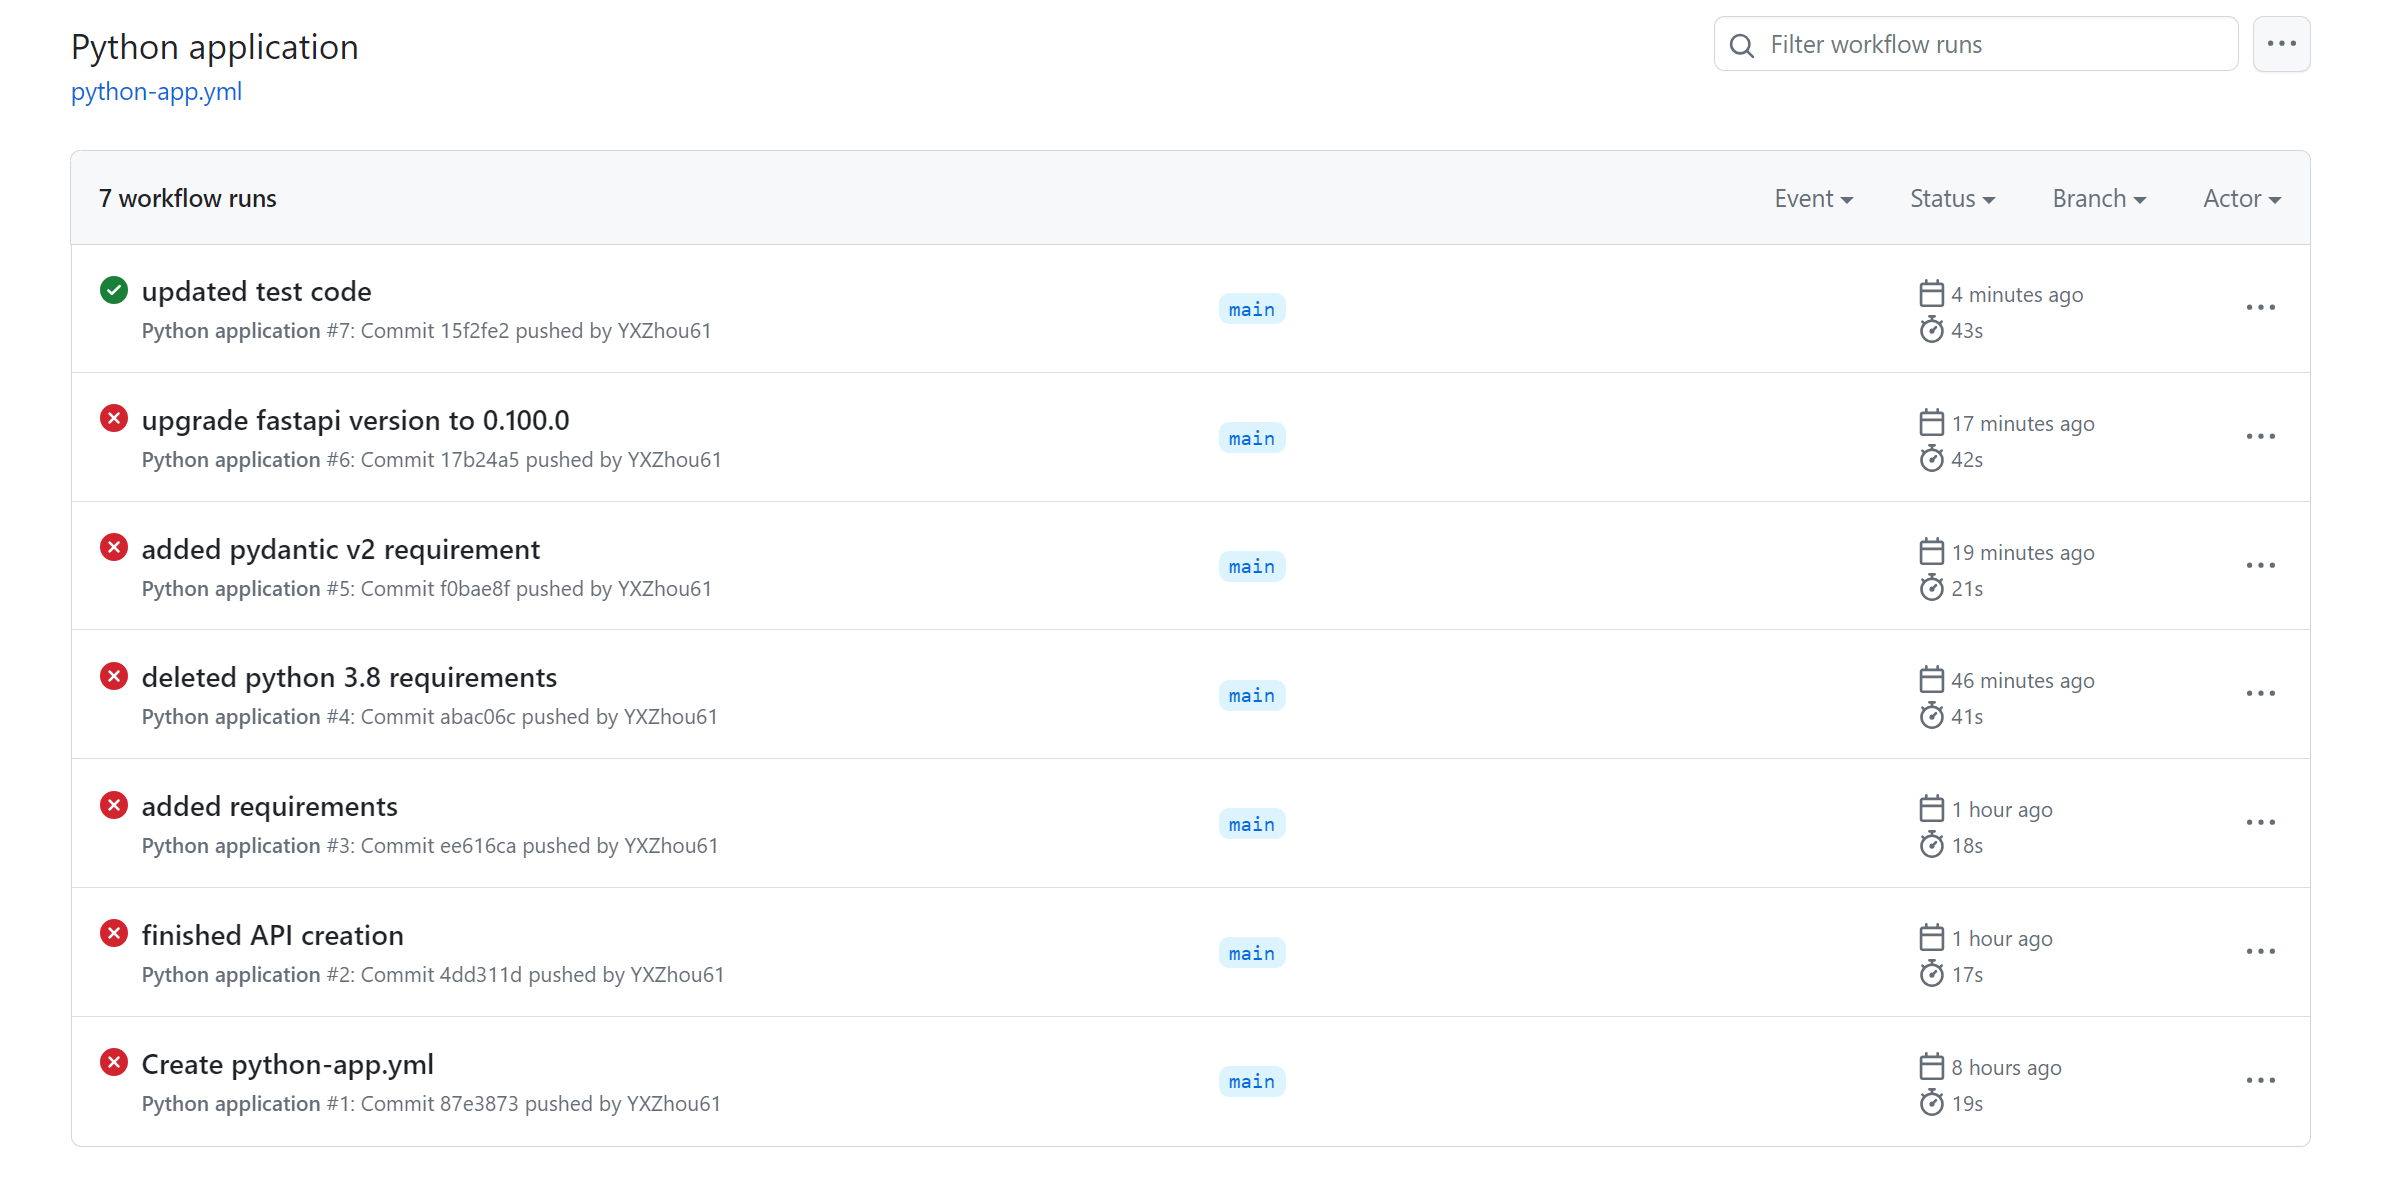 Python application
Filter workflow runs
python-app.yml
7 workflow runs
Event Status Branch Actor
updated test code
main
4 minutes ago
Python application #7: Commit 15f2fe2 pushed by YXZhou61
43s
upgrade fastapi version to 0.100.0
main
17 minutes ago
Python application #6: Commit 17b24a5 pushed by YXZhou61
42s
added pydantic v2 requirement
main
19 minutes ago
Python application #5: Commit f0bae8f pushed by YXZhou61
21s
deleted python 3.8 requirements
main
46 minutes ago
Python application #4: Commit abac06c pushed by YXZhou61
41s
added requirements
main
1 hour ago
Python application #3: Commit ee616ca pushed by YXZhou61
18s
finished API creation
main
1 hour ago
Python application #2: Commit 4dd311d pushed by YXZhou61
17s
Create python-app.yml
main
8 hours ago
Python application #1: Commit 87e3873 pushed by YXZhou61
19s